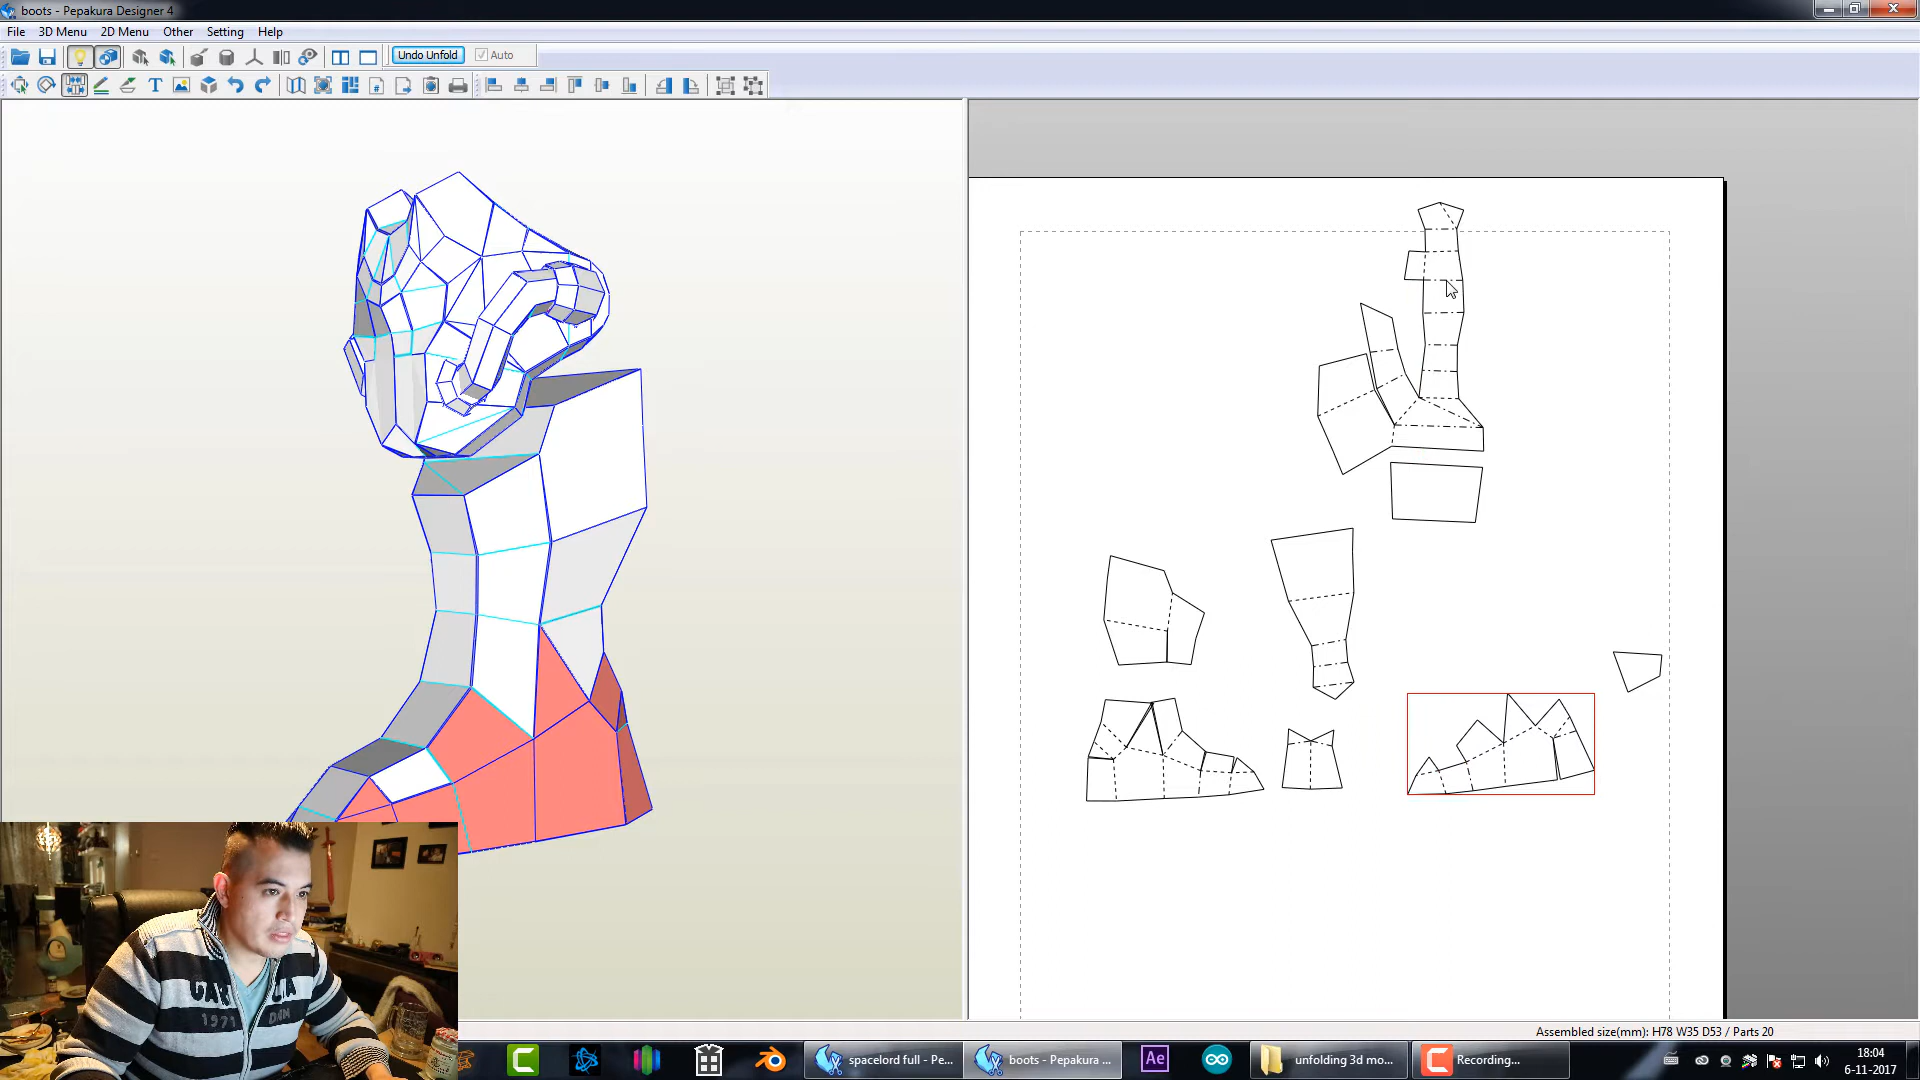 boots - Pepakura Designer 4
File 3D Menu 2D Menu Other Setting Help
Undo Unfold Auto
Assembled size(mm): H78 W35 D53 / Parts 20
spacelord full - Pe...
boots - Pepakura ...
Ae
unfolding 3d mo...
Recording...
18:04
6-11-2017
1971